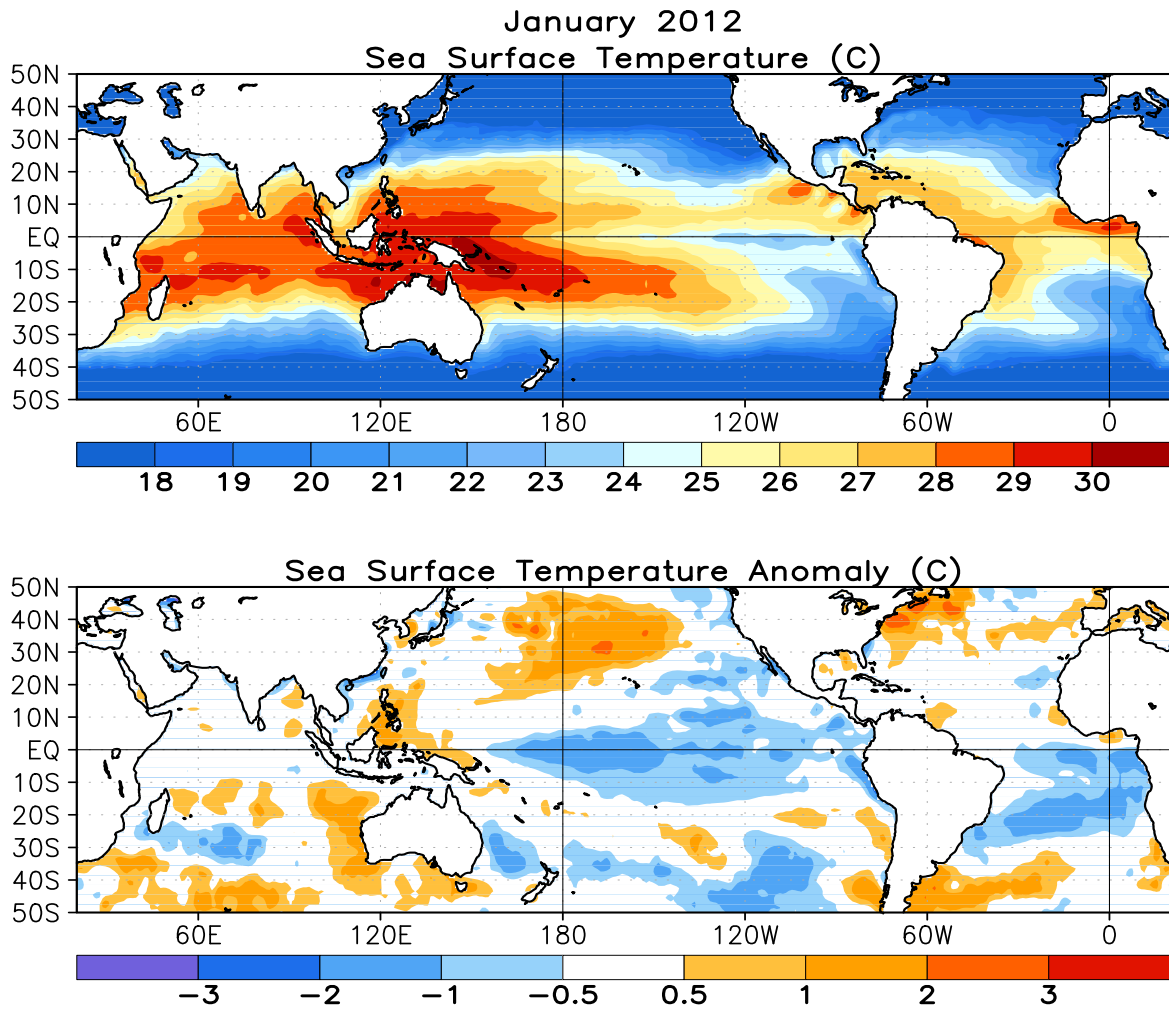 January 2012
Sea Surface Temperature (C)
50N
40N
30N
20N
10N
EQ
10S
20S
30S
40S
50S
60E 120E 180 120W 60W 0
18 19 20 21 22 23 24 25 26 27 28 29 30
Sea Surface Temperature Anomaly (C)
50N
40N
30N
20N
10N
EQ
10S
20S
30S
40S
50S
60E 120E 180 120W 60W 0
−3 −2 −1 −0.5 0.5 1 2 3